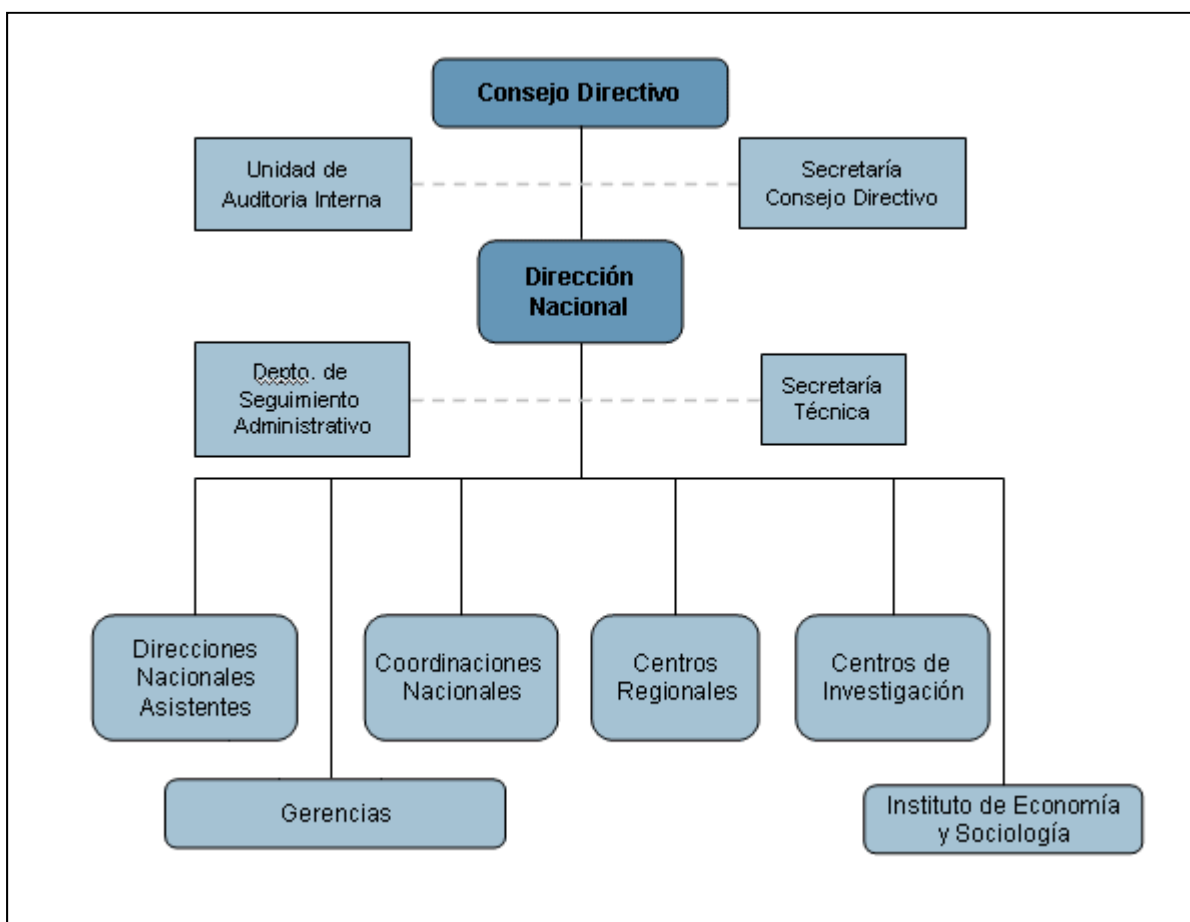 Consejo Directivo
Unidad de
Auditoria Interna
Secretaría
Consejo Directivo
Dirección
Nacional
Depto. de
Seguimiento
Administrativo
Secretaría
Técnica
Direcciones
Nacionales
Asistentes
Coordinaciones
Nacionales
Centros
Regionales
Centros de
Investigación
Gerencias
Instituto de Economía
y Sociología